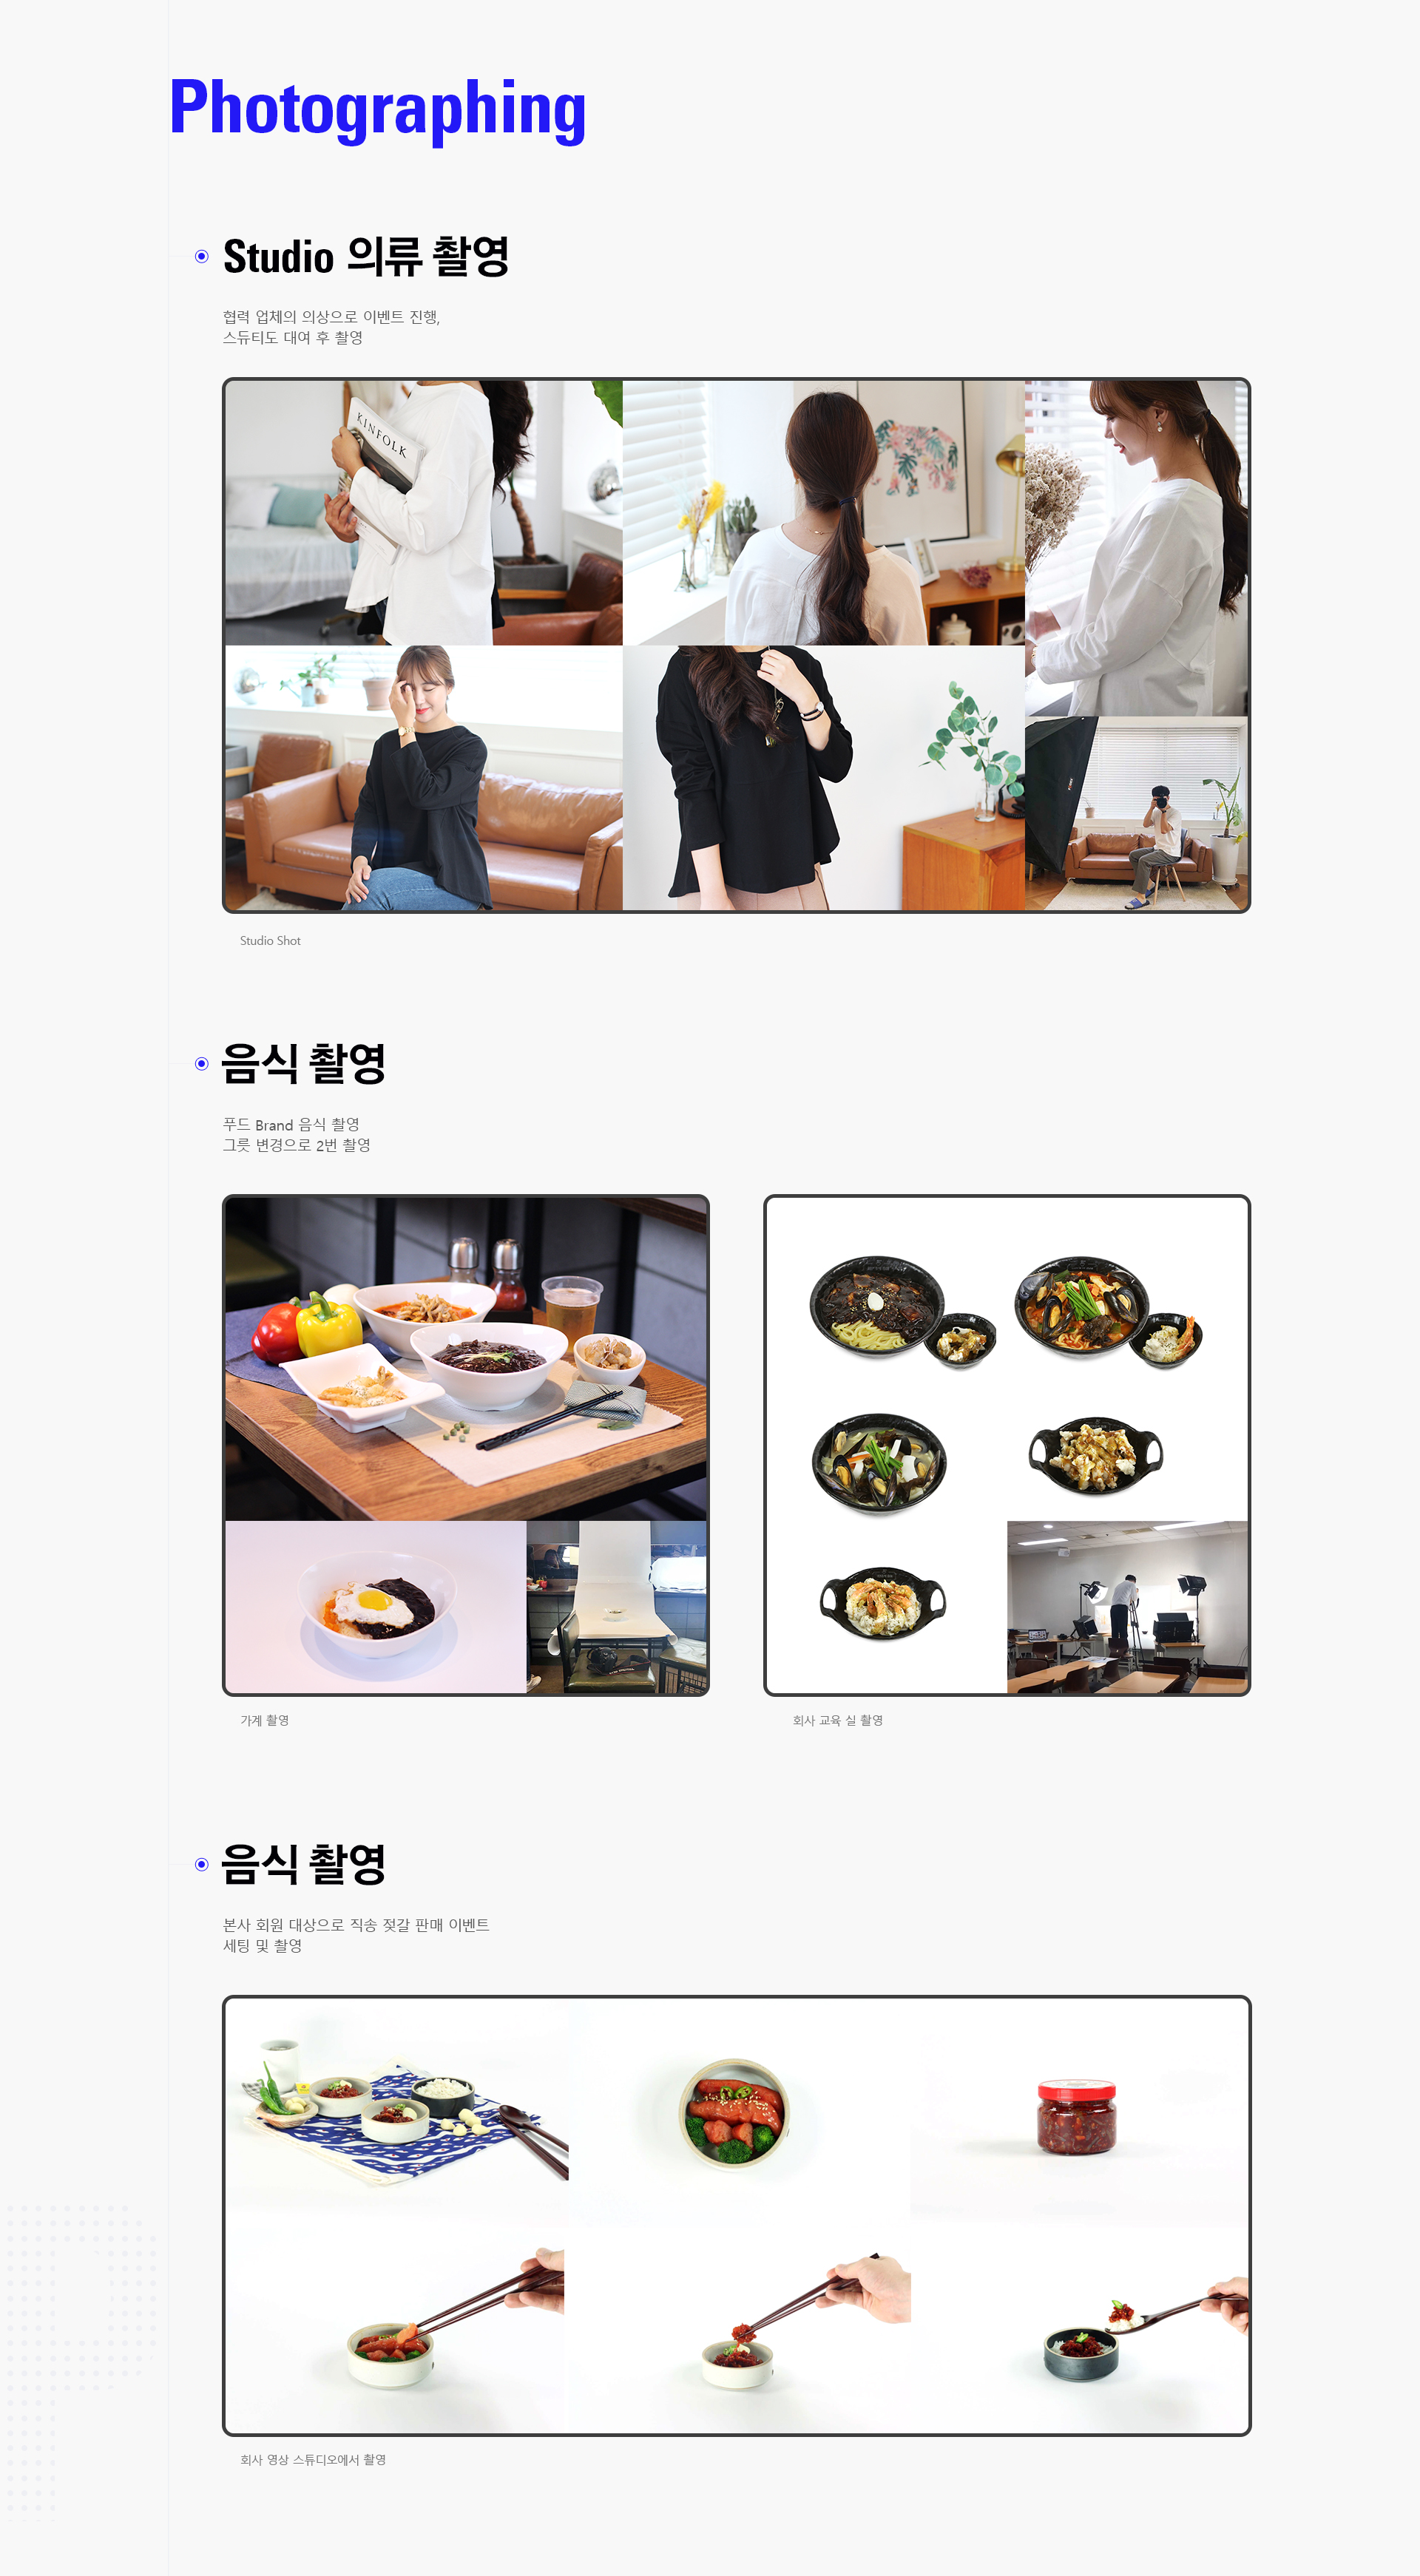 Photographing
Studio 의류 촬영
협력 업체의 의상으로 이벤트 진행,
스듀티도 대여 후 촬영
KINFOLK
Studio Shot
음식 촬영
푸드 Brand 음식 촬영
그릇 변경으로 2번 촬영
가게 촬영
회사 교육 실 촬영
음식 촬영
본사 회원 대상으로 직송 젓갈 판매 이벤트
세팅 및 촬영
회사 영상 스튜디오에서 촬영